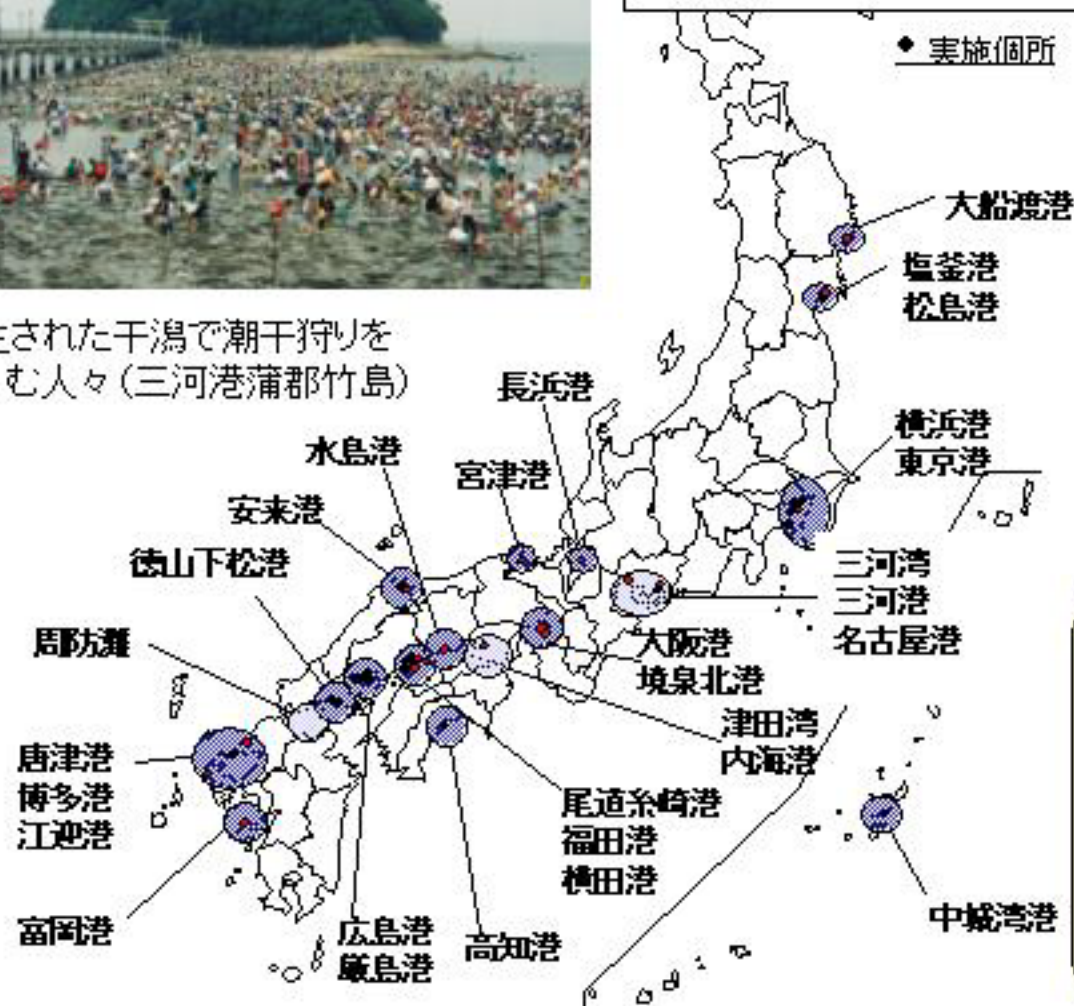 ◆ 実施個所
大船渡港
塩釜港
松島港
生された干潟で潮干狩りを
む人々(三河港蒲郡竹島)
長浜港
横浜港
東京港
水島港
宮津港
安来港
徳山下松港
三河湾
三河港
名古屋港
周防灘
大阪港
境泉北港
津田湾
内海港
唐津港
博多港
江迎港
尾道糸崎港
福田港
横田港
富岡港
広島港
厳島港
高知港
中城湾港